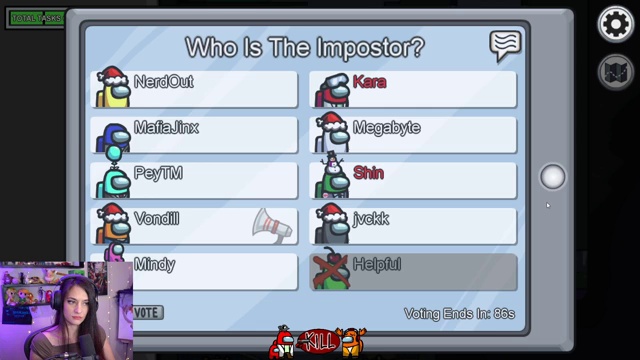 TOTAL TASKS
Who Is The Impostor?
NerdOut
Kara
MafiaJinx
Megabyte
PeyTM
Shin
Vondill
jvckk
Mindy
Helpful
VOTE
Voting Ends In: 86s
KILL